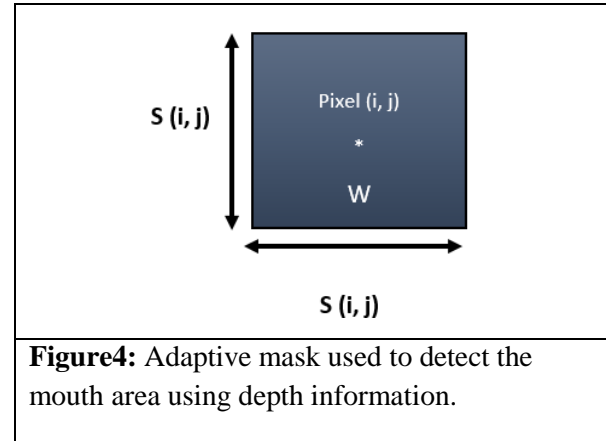 Pixel (i, j)
S (i, j)
*
W
S (i, j)
Figure4: Adaptive mask used to detect the
mouth area using depth information.